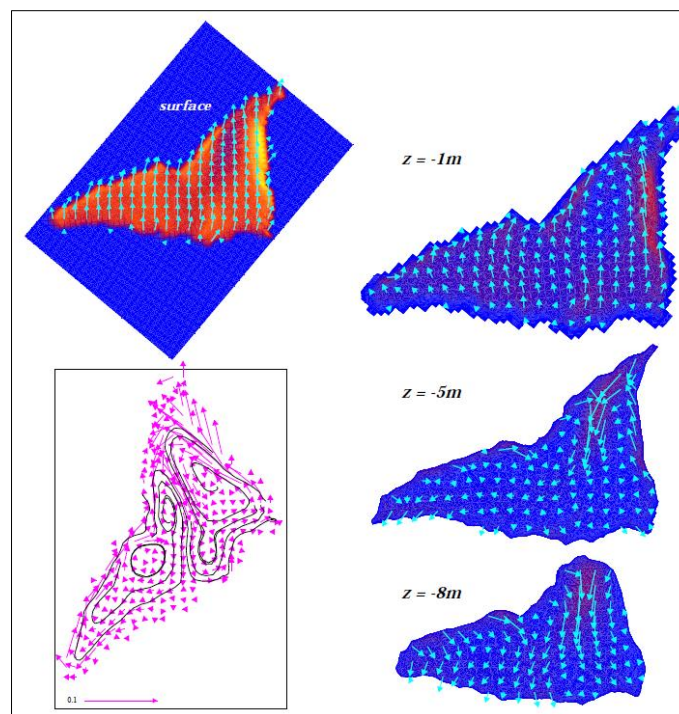 surface
z = -1m
z = -5m
z = -8m
0.1